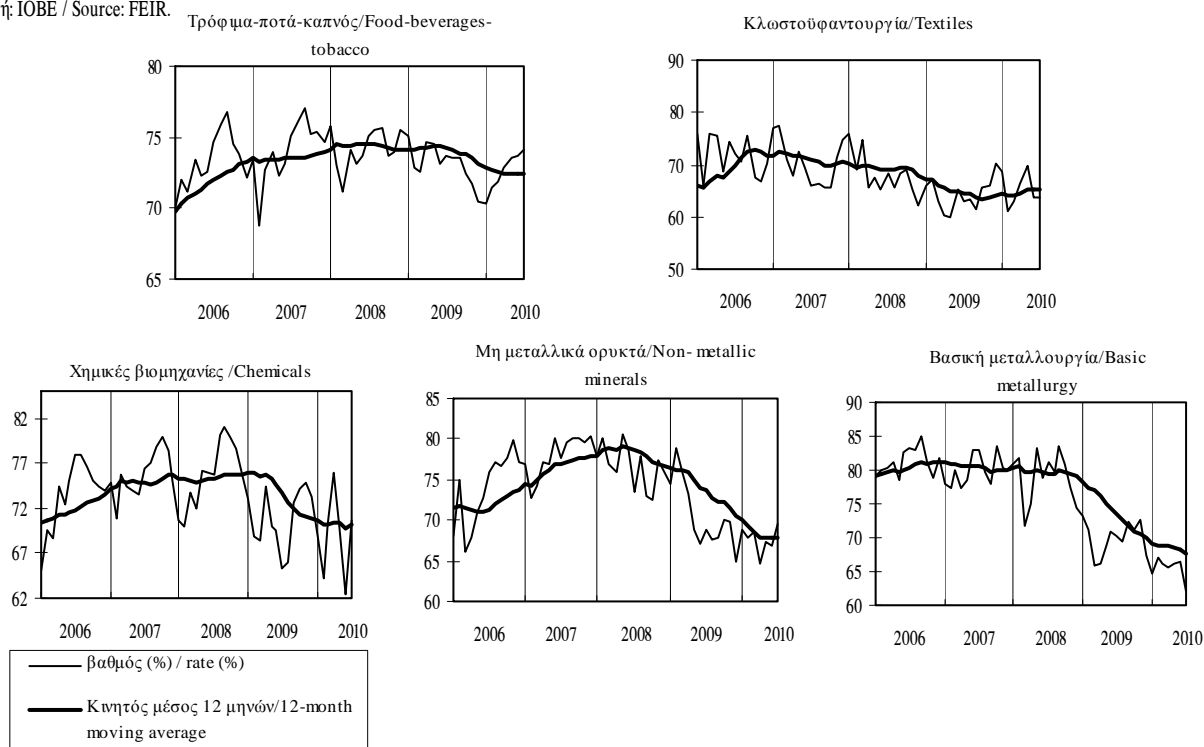 ή: ΙΟΒΕ / Source: FEIR.
Τρόφιμα-ποτά-καπνός/Food-beverages-
tobacco
80
75
70
65
2006 2007 2008 2009 2010
Κλωστοϋφαντουργία/Textiles
90
80
70
60
50
2006 2007 2008 2009 2010
Χημικές βιομηχανίες /Chemicals
82
77
72
67
62
2006 2007 2008 2009 2010
Μη μεταλλικά ορυκτά/Non- metallic
minerals
85
80
75
70
65
60
2006 2007 2008 2009 2010
Βασική μεταλλουργία/Basic
metallurgy
90
85
80
75
70
65
60
2006 2007 2008 2009 2010
βαθμός (%) / rate (%)
Κινητός μέσος 12 μηνών/12-month
moving average